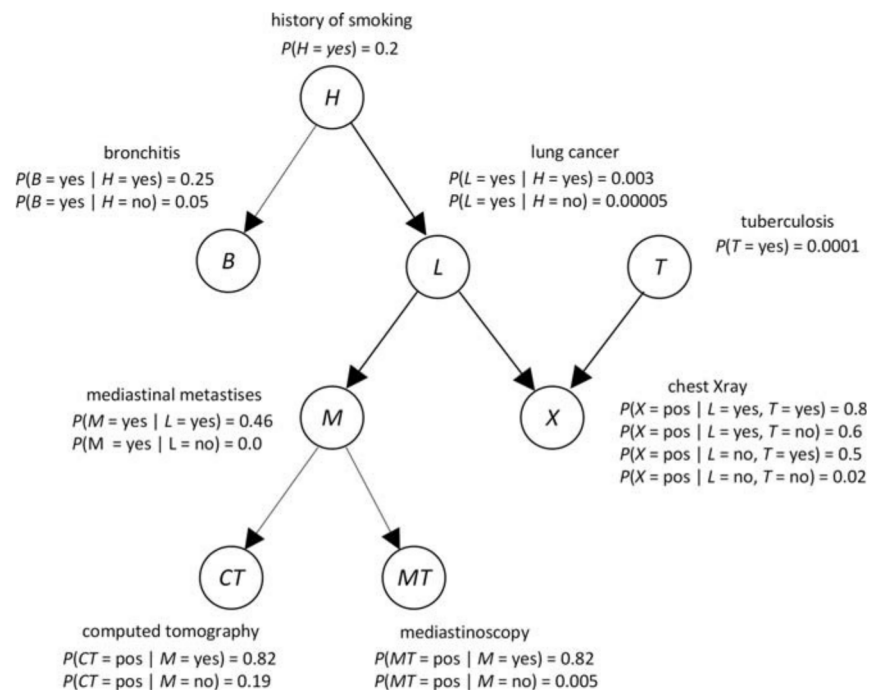 history of smoking
P(H = yes) = 0.2
H
bronchitis
P(B = yes | H = yes) = 0.25
P(B = yes | H = no) = 0.05
lung cancer
P(L = yes | H = yes) = 0.003
P(L = yes | H = no) = 0.00005
tuberculosis
P(T = yes) = 0.0001
B
L
T
mediastinal metastises
P(M = yes | L = yes) = 0.46
P(M = yes | L = no) = 0.0
M
X
chest Xray
P(X = pos | L = yes, T = yes) = 0.8
P(X = pos | L = yes, T = no) = 0.6
P(X = pos | L = no, T = yes) = 0.5
P(X = pos | L = no, T = no) = 0.02
CT
MT
computed tomography
P(CT = pos | M = yes) = 0.82
P(CT = pos | M = no) = 0.19
mediastinoscopy
P(MT = pos | M = yes) = 0.82
P(MT = pos | M = no) = 0.005